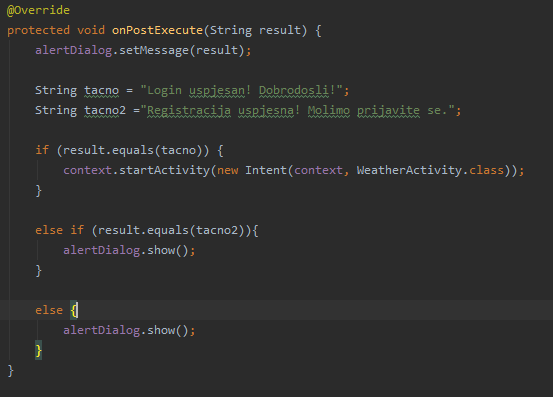 @Override
protected void onPostExecute(String result) {
alertDialog.setMessage(result);
String tacno = "Login uspjesan! Dobrodosli!";
String tacno2 ="Registracija uspjesna! Molimo prijavite se.";
if (result.equals(tacno)) {
context.startActivity(new Intent(context, WeatherActivity.class));
}
else if (result.equals(tacno2)){
alertDialog.show();
}
else {
alertDialog.show();
}
}